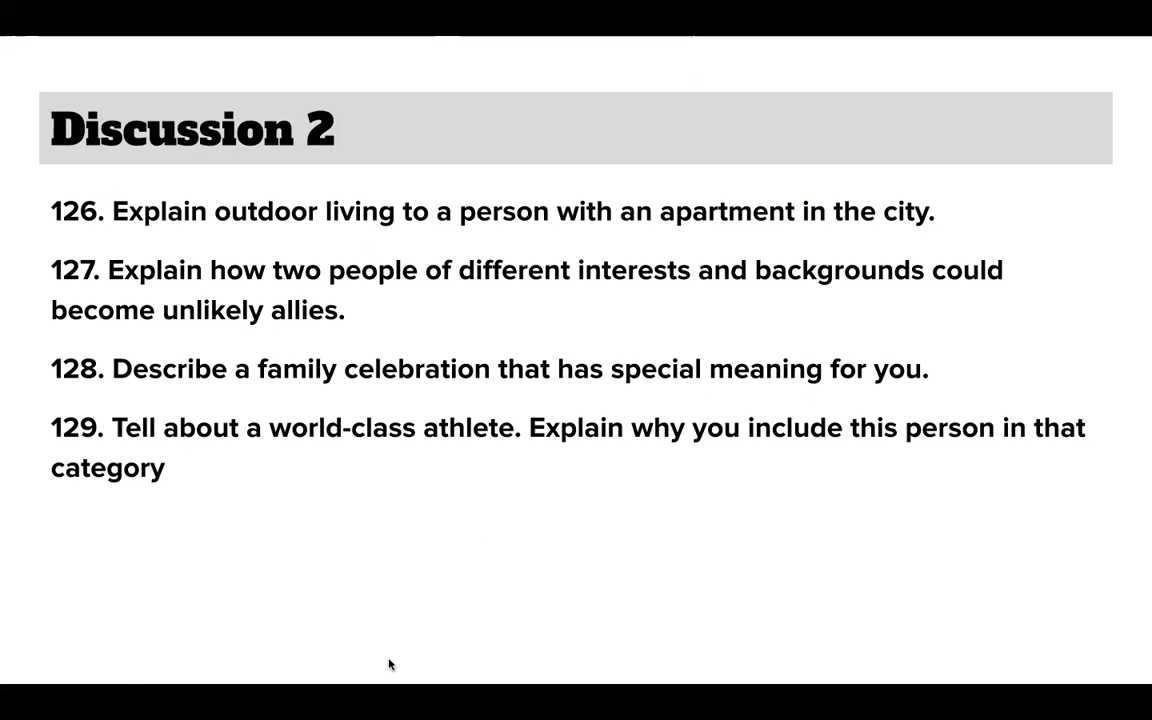 Discussion 2
126. Explain outdoor living to a person with an apartment in the city.
127. Explain how two people of different interests and backgrounds could
become unlikely allies.
128. Describe a family celebration that has special meaning for you.
129. Tell about a world-class athlete. Explain why you include this person in that
category